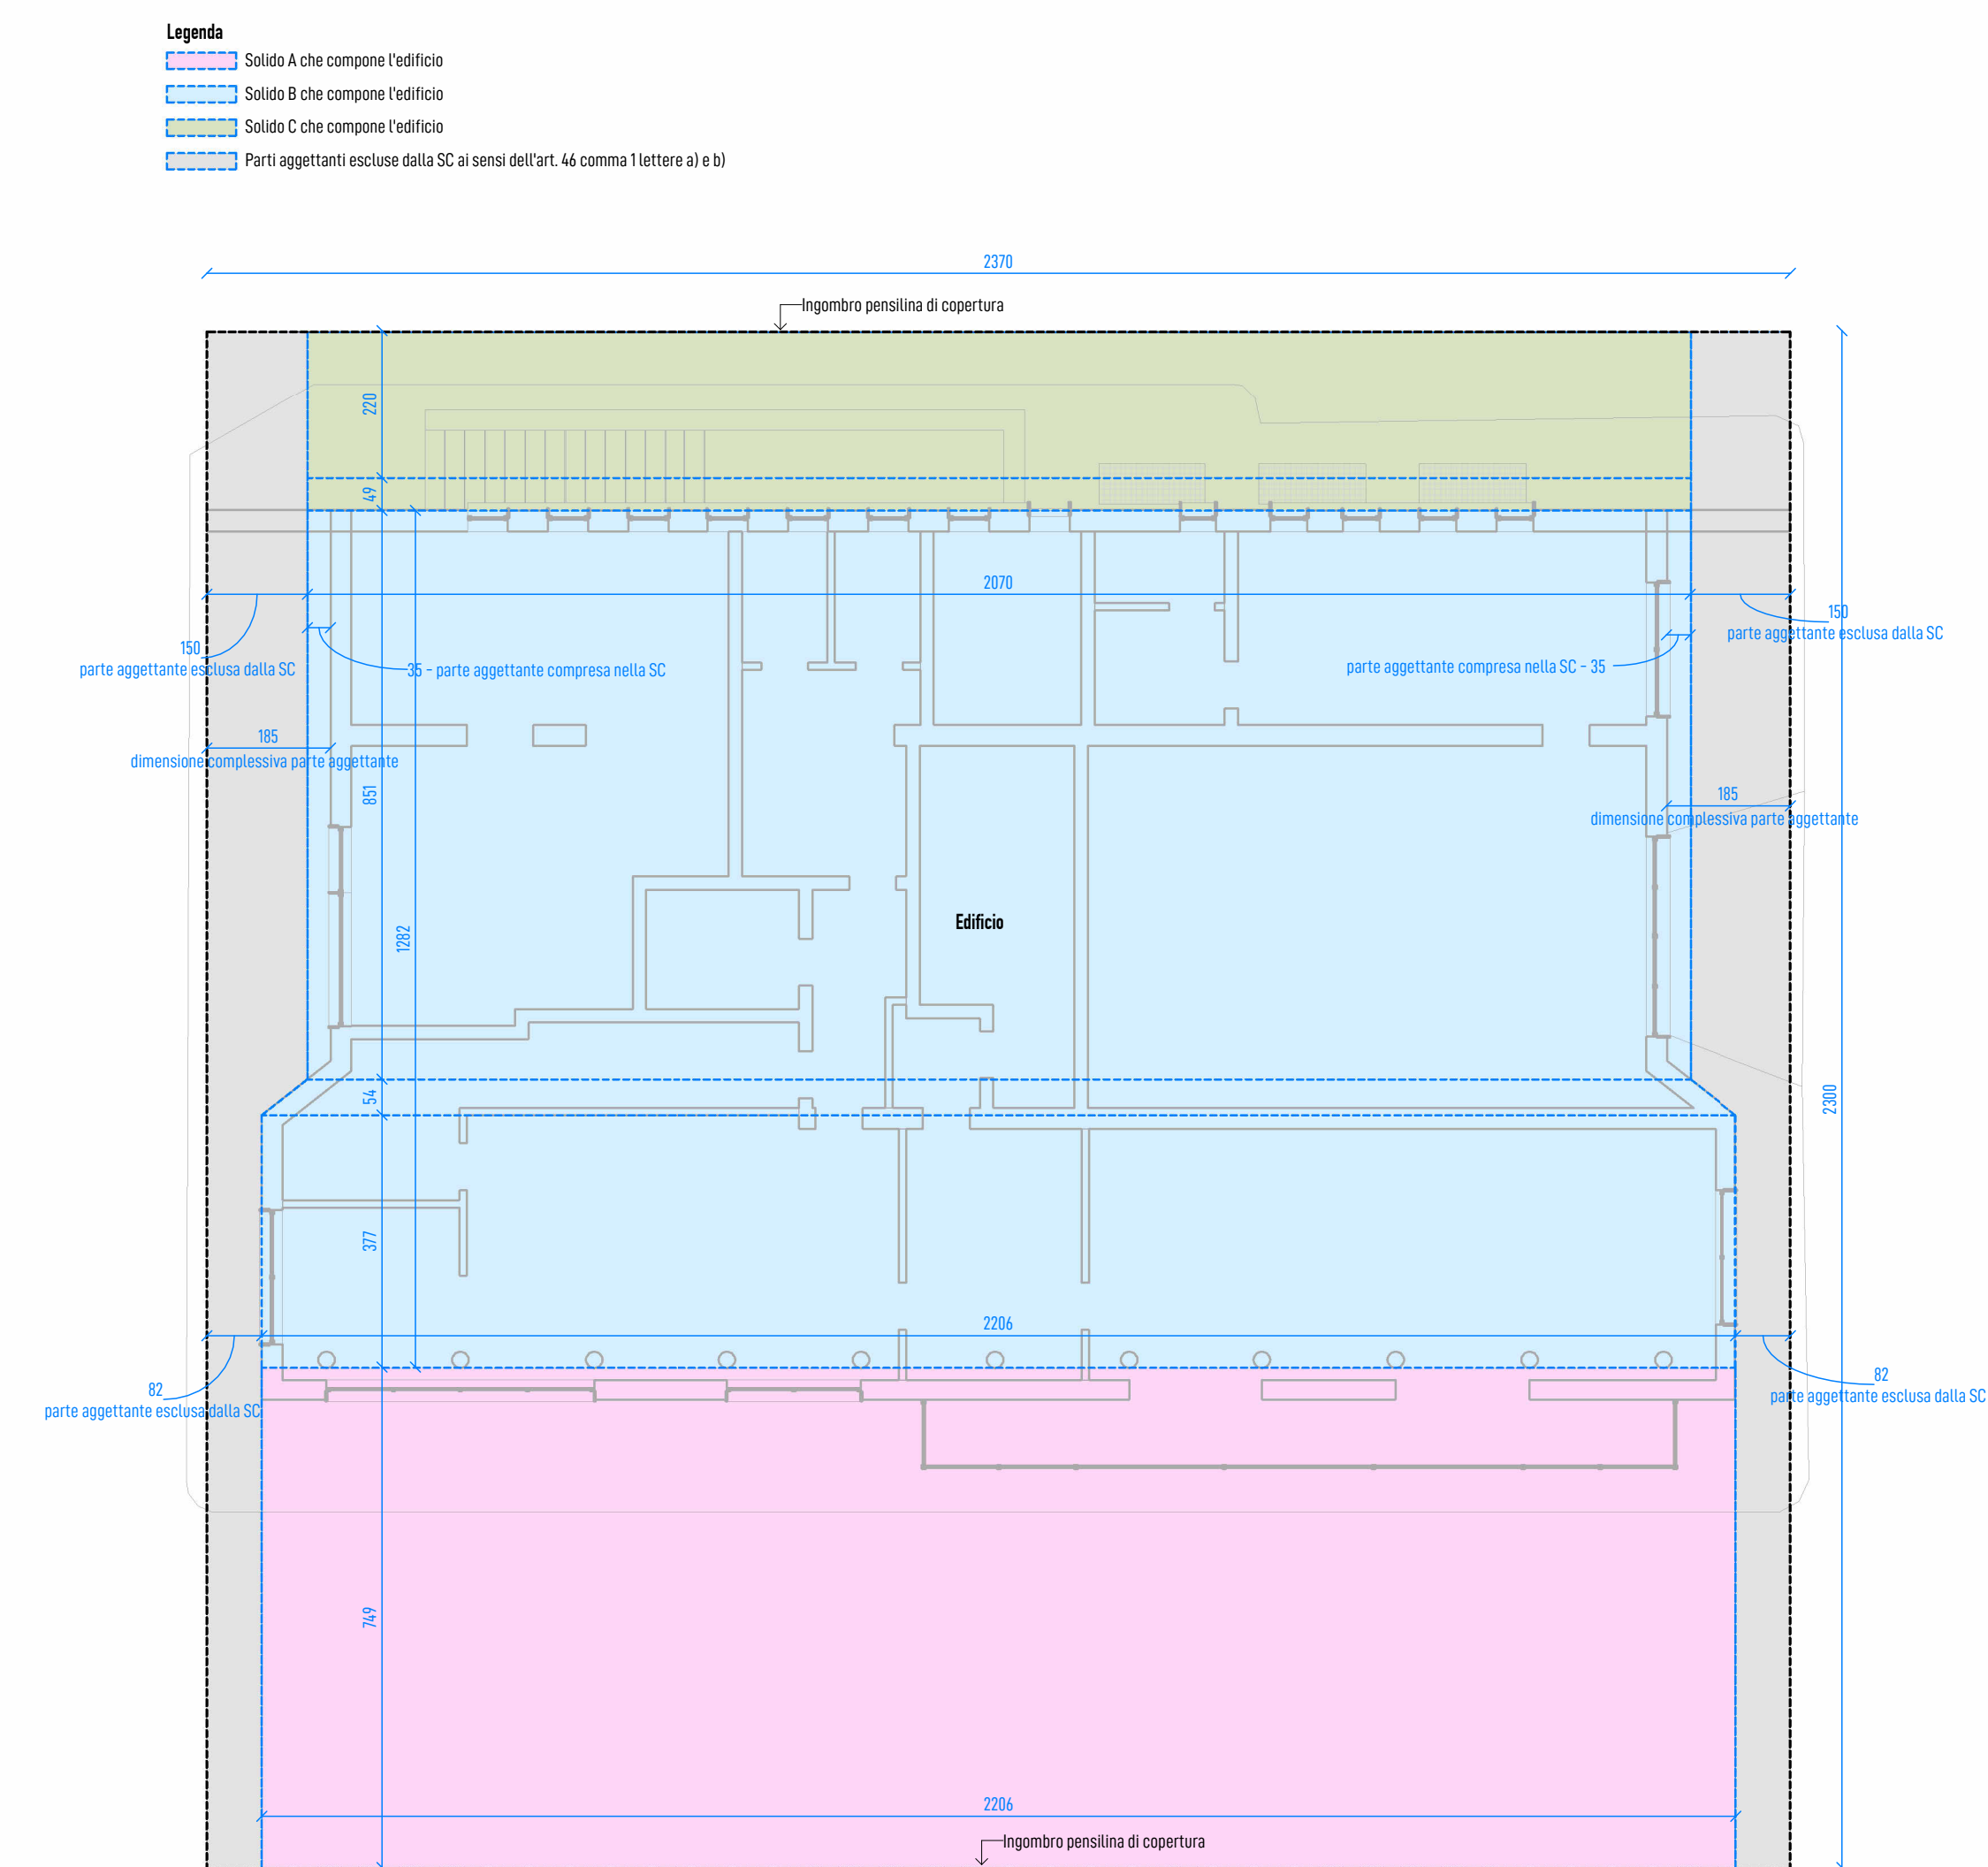 Legenda
Solido A che compone l'edificio
Solido B che compone l'edificio
Solido C che compone l'edificio
Parti aggettanti escluse dalla SC ai sensi dell'art. 46 comma 1 lettere a) e b)
2370
Ingombro pensilina di copertura
220
49
2070
150
parte aggettante esclusa dalla SC
35 - parte aggettante compresa nella SC
150
parte aggettante esclusa dalla SC
parte aggettante compresa nella SC - 35
185
dimensione complessiva parte aggettante
851
185
dimensione complessiva parte aggettante
1282
Edificio
54
2300
377
2206
82
parte aggettante esclusa dalla SC
82
parte aggettante esclusa dalla SC
749
2206
Ingombro pensilina di copertura